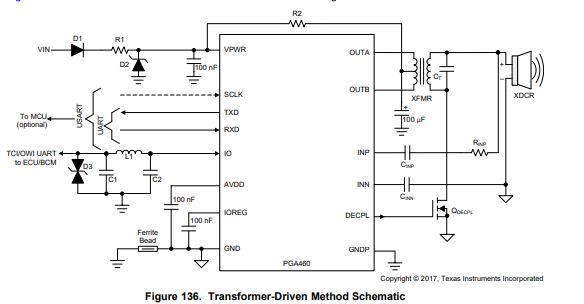 R2
D1
R1
VIN
VPWR
OUTA
D2
100 nF
+
CT
-
SCLK
OUTB
XFMR
XDCR
USART
To MCU
(optional)
UART
TXD
+
100 µF
RXD
TCI/OWI UART
to ECU/BCM
L1
IO
INP
CINP
RINP
D3
C1
C2
AVDD
INN
CINN
100 nF
IOREG
DECPL
QDECPL
100 nF
Ferrite
Bead
GND
GNDP
PGA460
Copyright © 2017, Texas Instruments Incorporated
Figure 136. Transformer-Driven Method Schematic